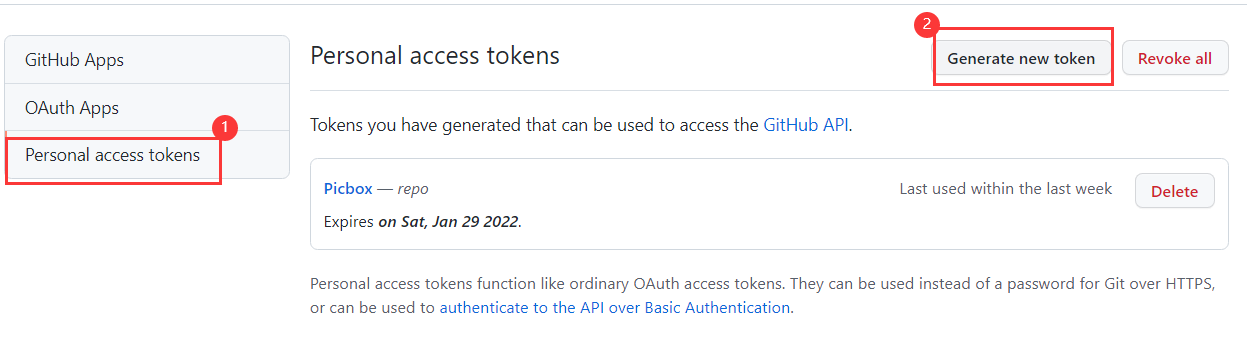 GitHub Apps
OAuth Apps
1
Personal access tokens
Personal access tokens
2
Generate new token
Revoke all
Tokens you have generated that can be used to access the GitHub API.
Picbox — repo
Last used within the last week
Delete
Expires on Sat, Jan 29 2022.
Personal access tokens function like ordinary OAuth access tokens. They can be used instead of a password for Git over HTTPS,
or can be used to authenticate to the API over Basic Authentication.